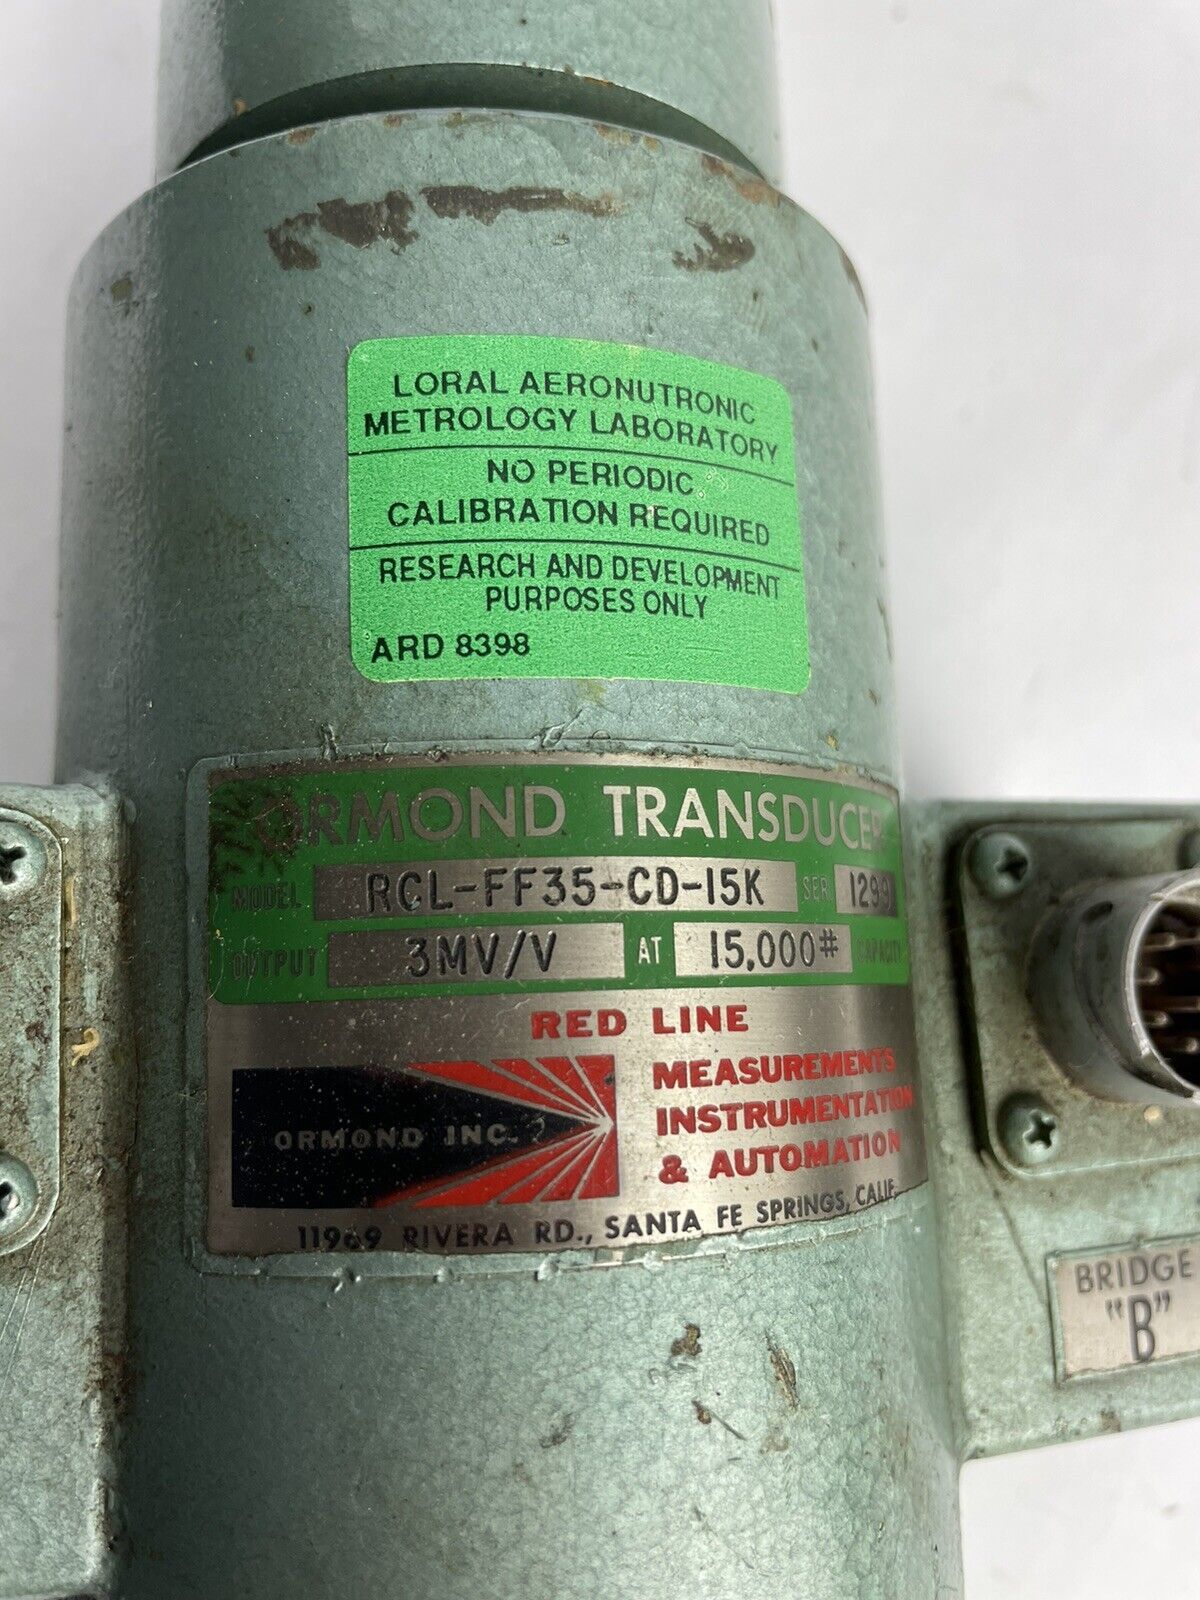 LORAL AERONUTRONIC
METROLOGY LABORATORY
NO PERIODIC
CALIBRATION REQUIRED
RESEARCH AND DEVELOPMENT
PURPOSES ONLY
ARD 8398
ORMOND TRANSDUCER
MODEL RCL-FF35-CD-15K SER. 1299
OUTPUT 3MV/V AT 15,000# CAPACITY
RED LINE
MEASUREMENTS
INSTRUMENTATION
& AUTOMATION
ORMOND INC.
11969 RIVERA RD., SANTA FE SPRINGS, CALIF.
BRIDGE
"B"